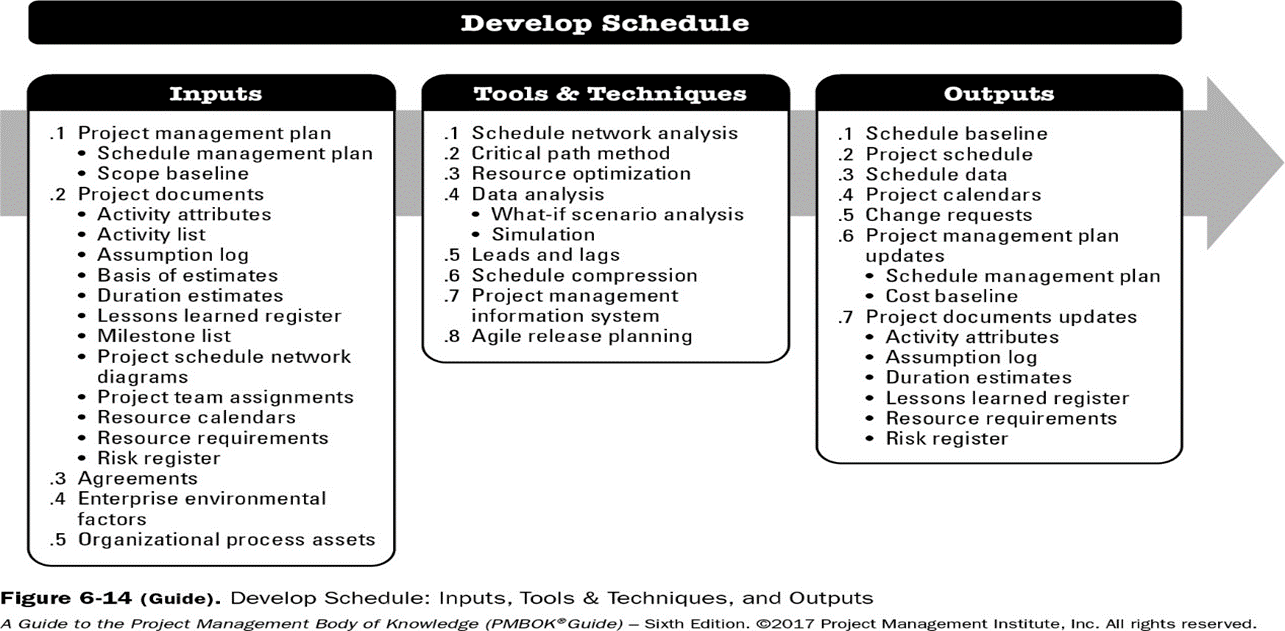 Develop Schedule
Inputs
.1 Project management plan
• Schedule management plan
• Scope baseline
.2 Project documents
• Activity attributes
• Activity list
• Assumption log
• Basis of estimates
• Duration estimates
• Lessons learned register
• Milestone list
• Project schedule network
diagrams
• Project team assignments
• Resource calendars
• Resource requirements
• Risk register
.3 Agreements
.4 Enterprise environmental
factors
.5 Organizational process assets
Tools & Techniques
.1 Schedule network analysis
.2 Critical path method
.3 Resource optimization
.4 Data analysis
• What-if scenario analysis
• Simulation
.5 Leads and lags
.6 Schedule compression
.7 Project management
information system
.8 Agile release planning
Outputs
.1 Schedule baseline
.2 Project schedule
.3 Schedule data
.4 Project calendars
.5 Change requests
.6 Project management plan
updates
• Schedule management plan
• Cost baseline
.7 Project documents updates
• Activity attributes
• Assumption log
• Duration estimates
• Lessons learned register
• Resource requirements
• Risk register
Figure 6-14 (Guide). Develop Schedule: Inputs, Tools & Techniques, and Outputs
A Guide to the Project Management Body of Knowledge (PMBOK®Guide) – Sixth Edition. ©2017 Project Management Institute, Inc. All rights reserved.